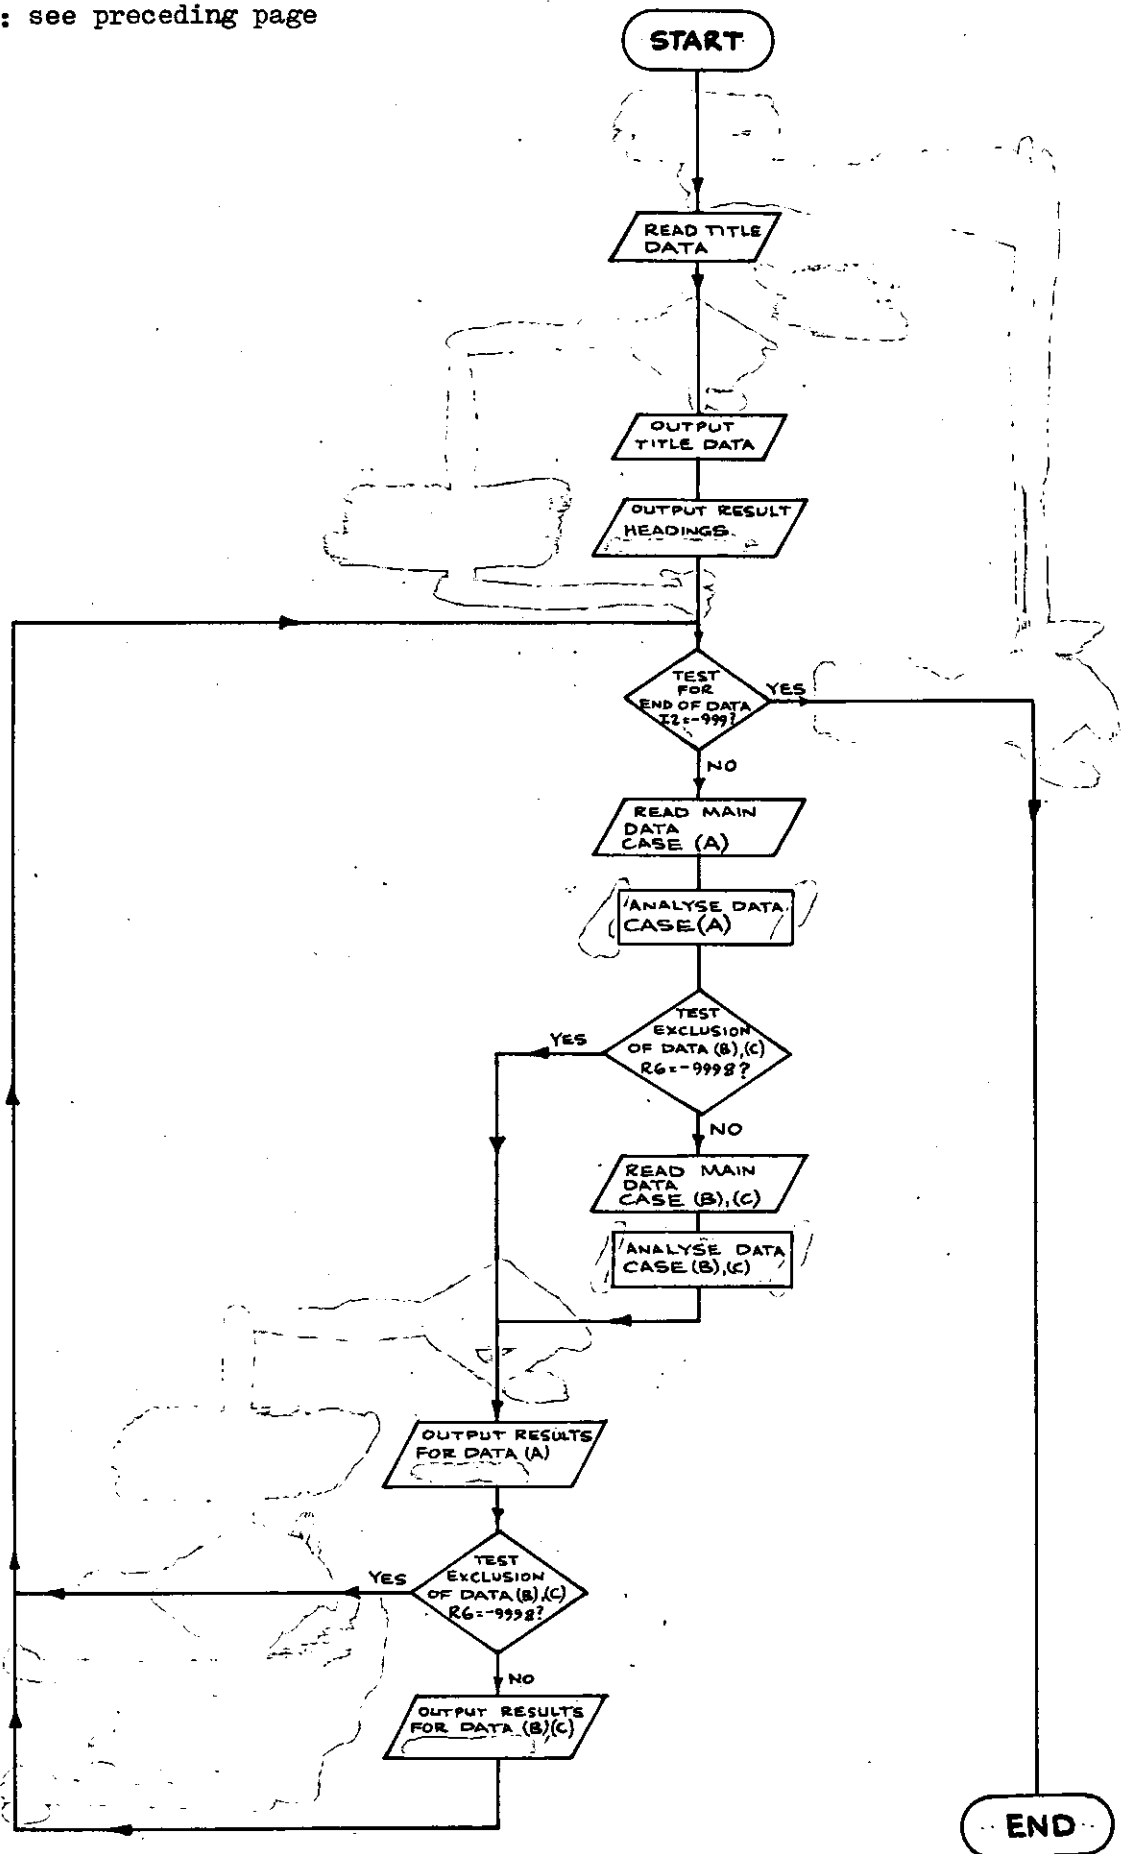 : see preceding page
START
READ TITLE
DATA
OUTPUT
TITLE DATA
OUTPUT RESULT
HEADINGS.
TEST
FOR
END OF DATA
I2=-999?
YES
NO
READ MAIN
DATA
CASE (A)
ANALYSE DATA
CASE (A)
TEST
EXCLUSION
OF DATA (B),(C)
R6=-9998?
YES
NO
READ MAIN
DATA
CASE (B),(C)
ANALYSE DATA
CASE (B),(C)
OUTPUT RESULTS
FOR DATA (A)
TEST
EXCLUSION
OF DATA (B),(C)
R6=-9998?
YES
NO
OUTPUT RESULTS
FOR DATA (B)(C)
END